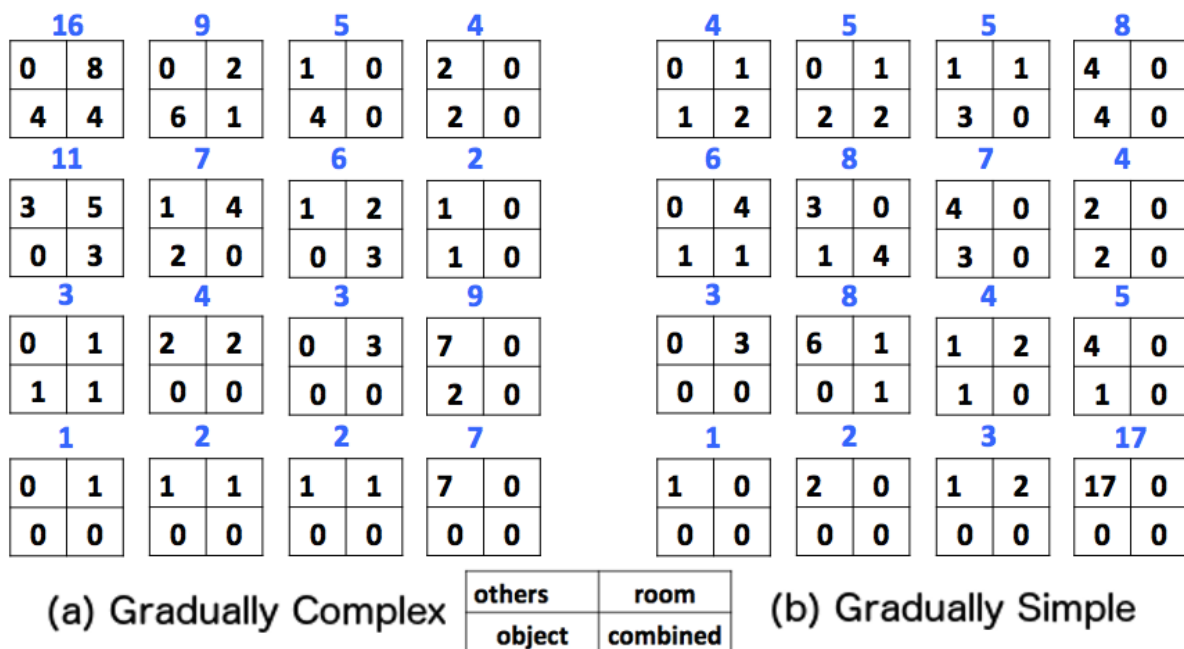 16 9 5 4 4 5 5 8
0 8 0 2 1 0 2 0 0 1 0 1 1 1 4 0
4 4 6 1 4 0 2 0 1 2 2 2 3 0 4 0
11 7 6 2 6 8 7 4
3 5 1 4 1 2 1 0 0 4 3 0 4 0 2 0
0 3 2 0 0 3 1 0 1 1 1 4 3 0 2 0
3 4 3 9 3 8 4 5
0 1 2 2 0 3 7 0 0 3 6 1 1 2 4 0
1 1 0 0 0 0 2 0 0 0 0 1 1 0 1 0
1 2 2 7 1 2 3 17
0 1 1 1 1 1 7 0 1 0 2 0 1 2 17 0
0 0 0 0 0 0 0 0 0 0 0 0 0 0 0 0
(a) Gradually Complex
others room
object combined
(b) Gradually Simple